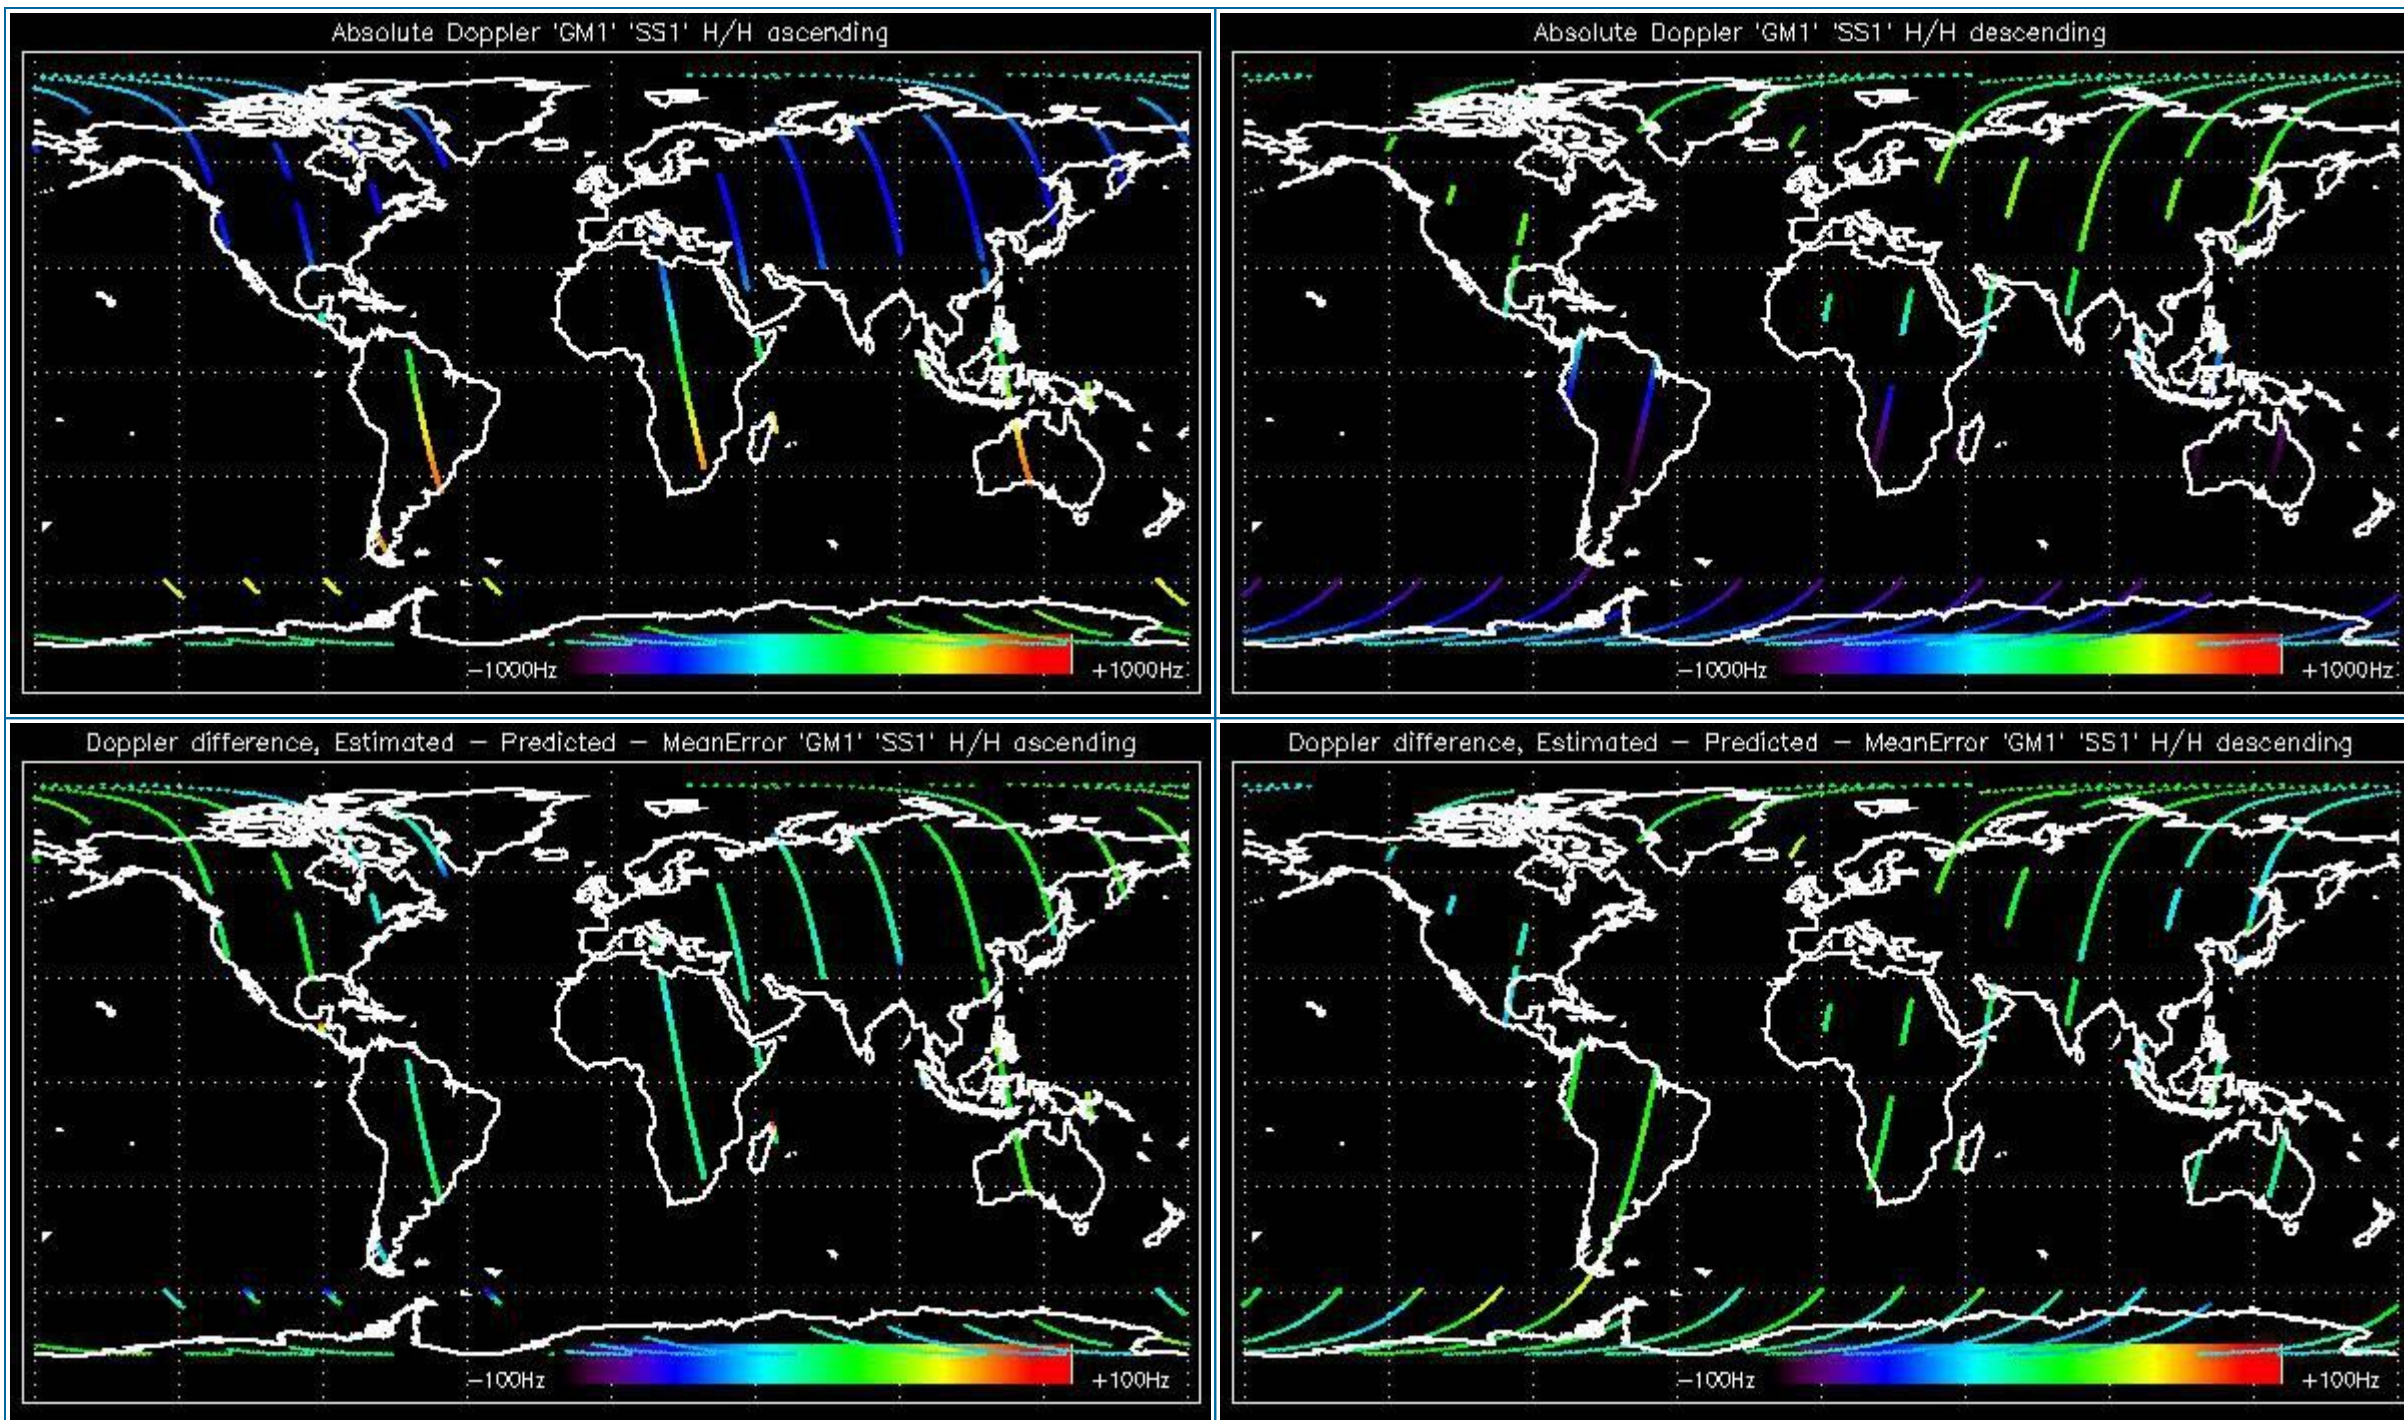 Absolute Doppler 'GM1' 'SS1' H/H ascending
−1000Hz +1000Hz
Absolute Doppler 'GM1' 'SS1' H/H descending
−1000Hz +1000Hz
Doppler difference, Estimated − Predicted − MeanError 'GM1' 'SS1' H/H ascending
−100Hz +100Hz
Doppler difference, Estimated − Predicted − MeanError 'GM1' 'SS1' H/H descending
−100Hz +100Hz